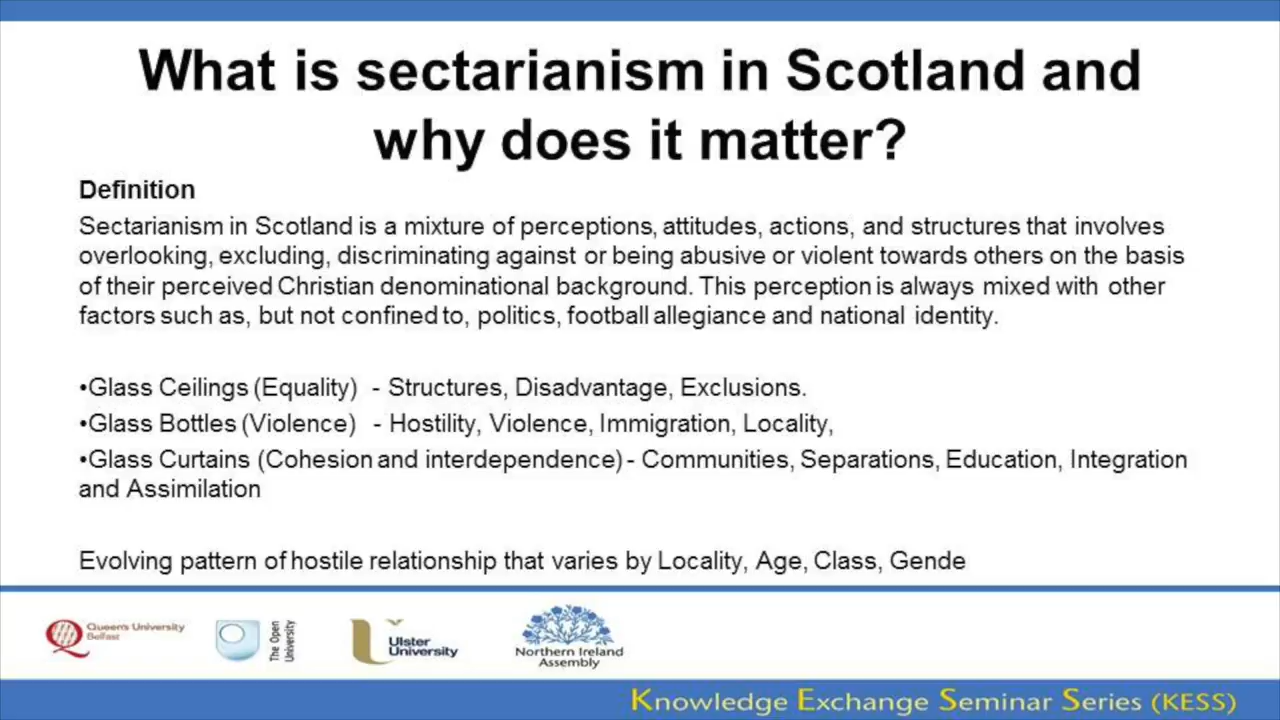 What is sectarianism in Scotland and
why does it matter?
Definition
Sectarianism in Scotland is a mixture of perceptions, attitudes, actions, and structures that involves
overlooking, excluding, discriminating against or being abusive or violent towards others on the basis
of their perceived Christian denominational background. This perception is always mixed with other
factors such as, but not confined to, politics, football allegiance and national identity.
•Glass Ceilings (Equality) - Structures, Disadvantage, Exclusions.
•Glass Bottles (Violence) - Hostility, Violence, Immigration, Locality,
•Glass Curtains (Cohesion and interdependence) - Communities, Separations, Education, Integration
and Assimilation
Evolving pattern of hostile relationship that varies by Locality, Age, Class, Gende
Queen's University
Belfast
The Open
University
Ulster
University
Northern Ireland
Assembly
Knowledge Exchange Seminar Series (KESS)